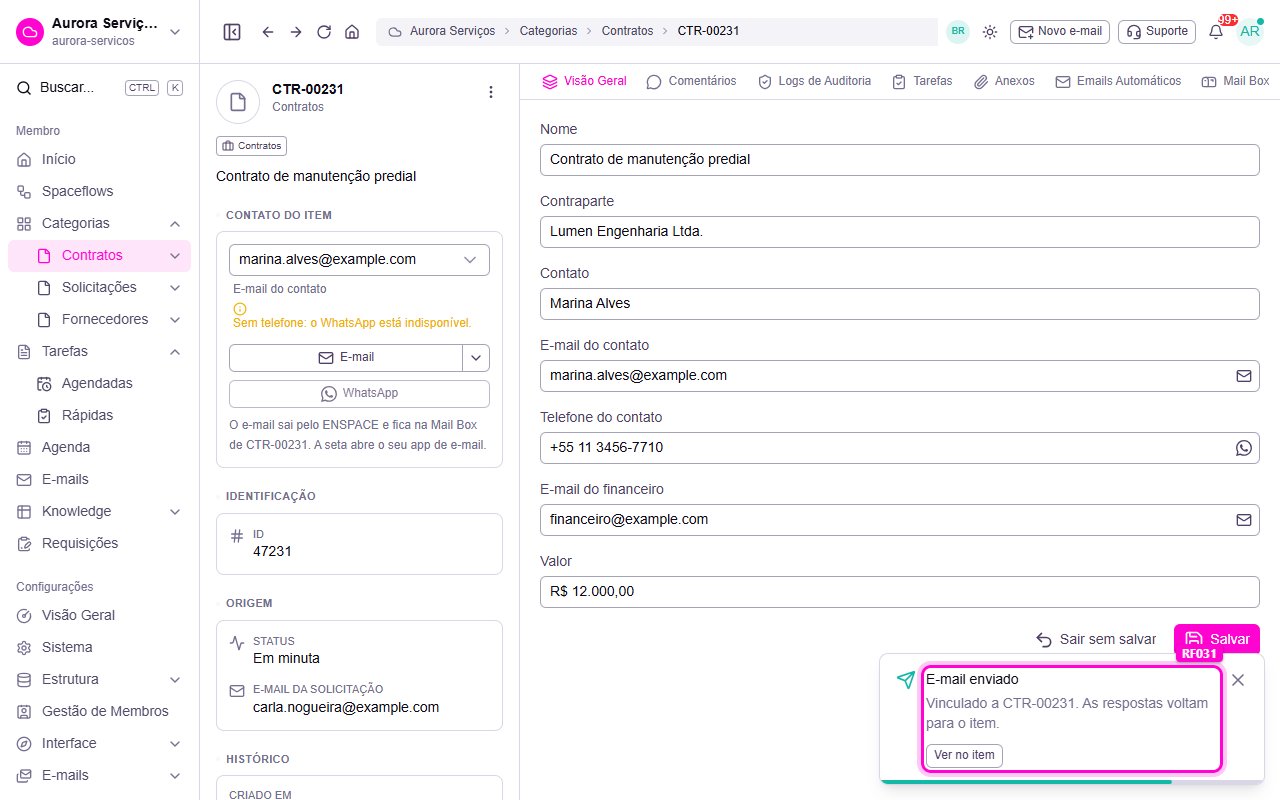 Aurora Serviç...
aurora-servicos
Buscar...
CTRL K
Membro
Início
Spaceflows
Categorias
Contratos
Solicitações
Fornecedores
Tarefas
Agendadas
Rápidas
Agenda
E-mails
Knowledge
Requisições
Configurações
Visão Geral
Sistema
Estrutura
Gestão de Membros
Interface
E-mails
Aurora Serviços > Categorias > Contratos > CTR-00231
BR
Novo e-mail
Suporte
99+
AR
CTR-00231
Contratos
Contratos
Contrato de manutenção predial
CONTATO DO ITEM
marina.alves@example.com
E-mail do contato
Sem telefone: o WhatsApp está indisponível.
E-mail
WhatsApp
O e-mail sai pelo ENSPACE e fica na Mail Box
de CTR-00231. A seta abre o seu app de e-mail.
IDENTIFICAÇÃO
ID
47231
ORIGEM
STATUS
Em minuta
E-MAIL DA SOLICITAÇÃO
carla.nogueira@example.com
HISTÓRICO
CRIADO EM
Visão Geral
Comentários
Logs de Auditoria
Tarefas
Anexos
Emails Automáticos
Mail Box
Nome
Contrato de manutenção predial
Contraparte
Lumen Engenharia Ltda.
Contato
Marina Alves
E-mail do contato
marina.alves@example.com
Telefone do contato
+55 11 3456-7710
E-mail do financeiro
financeiro@example.com
Valor
R$ 12.000,00
Sair sem salvar
Salvar
RF031
E-mail enviado
Vinculado a CTR-00231. As respostas voltam
para o item.
Ver no item